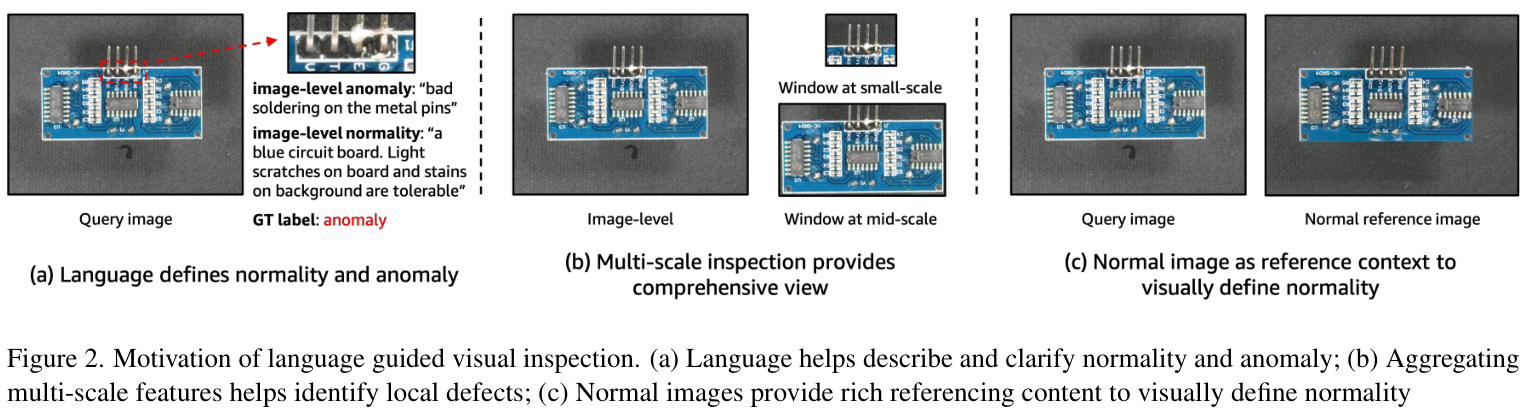 HC-SR04
J1
U T E G
U3
Y1
image-level anomaly: “bad
soldering on the metal pins”
image-level normality: “a
blue circuit board. Light
scratches on board and stains
on background are tolerable”
Query image
GT label: anomaly
(a) Language defines normality and anomaly
Window at small-scale
Image-level
Window at mid-scale
(b) Multi-scale inspection provides
comprehensive view
Query image
Normal reference image
(c) Normal image as reference context to
visually define normality
Figure 2. Motivation of language guided visual inspection. (a) Language helps describe and clarify normality and anomaly; (b) Aggregating
multi-scale features helps identify local defects; (c) Normal images provide rich referencing content to visually define normality